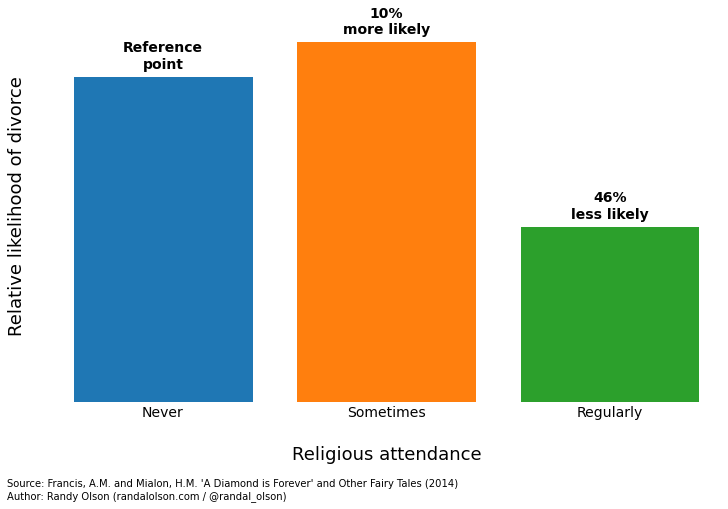 10%
more likely
Reference
point
46%
less likely
Relative likelihood of divorce
Never
Sometimes
Regularly
Religious attendance
Source: Francis, A.M. and Mialon, H.M. 'A Diamond is Forever' and Other Fairy Tales (2014)
Author: Randy Olson (randalolson.com / @randal_olson)